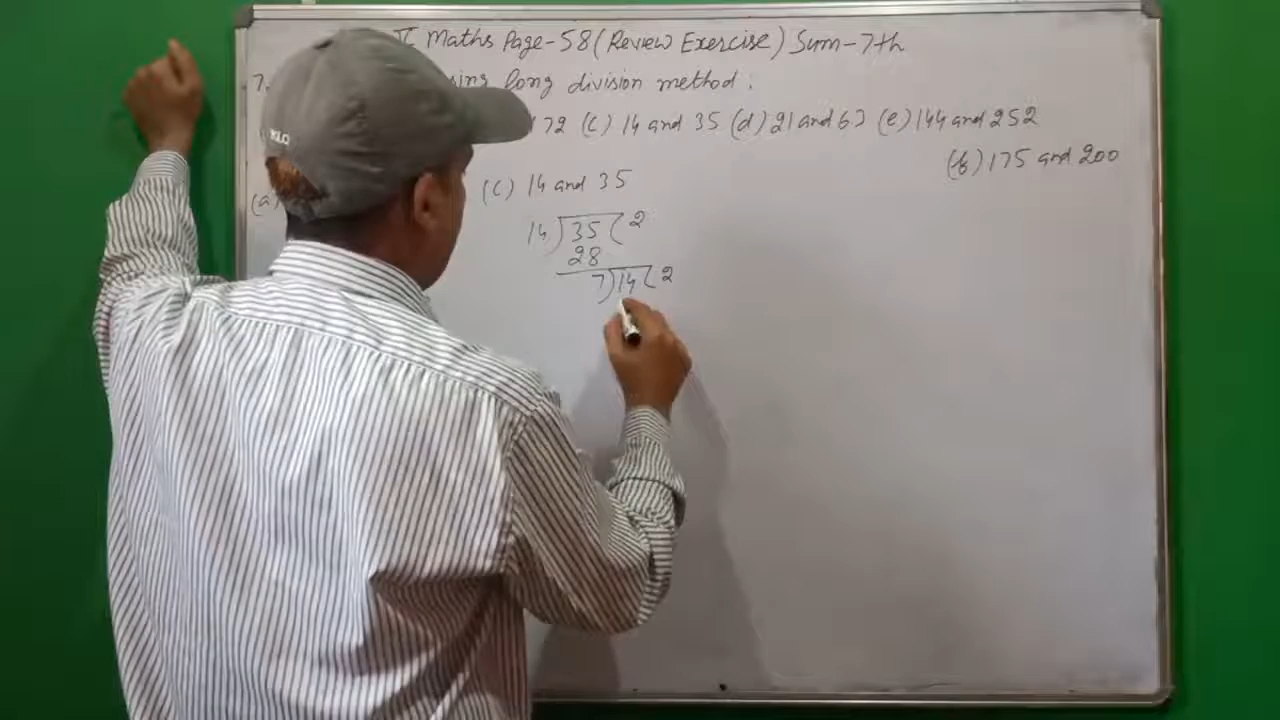 Maths Page-58 (Review Exercise) Sum-7th
7. long division method :
72 (c) 14 and 35 (d) 21 and 63 (e) 144 and 252
(f) 175 and 200
(a)
(c) 14 and 35
14) 35 ( 2
28
7) 14 ( 2